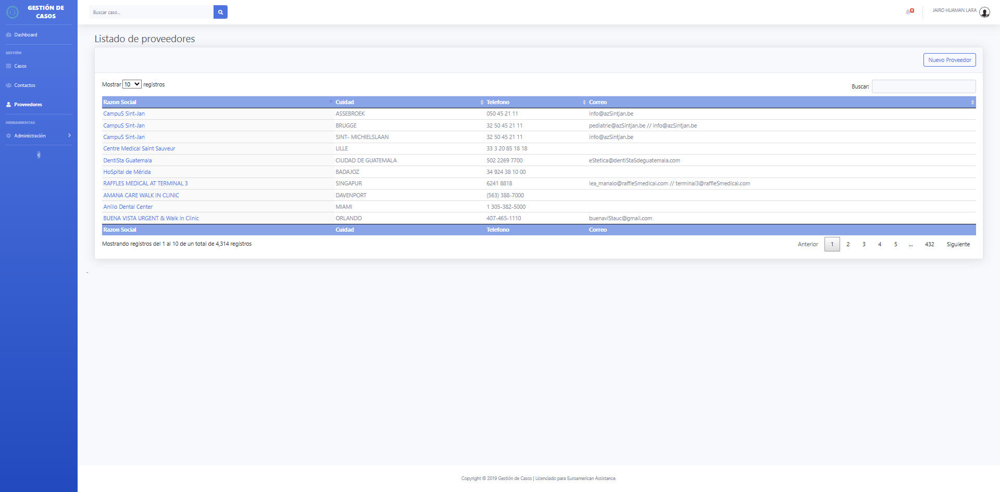 GESTIÓN DE
CASOS
Buscar caso...
0
JAIRO HUAMAN LARA
Dashboard
GESTIÓN
Casos
Contactos
Proveedores
HERRAMIENTAS
Administración
Listado de proveedores
Nuevo Proveedor
Mostrar 10 registros
Buscar:
Razon Social Cuidad Telefono Correo
CampuS Sint-Jan ASSEBROEK 050 45 21 11 info@azSintjan.be
CampuS Sint-Jan BRUGGE 32 50 45 21 11 pediatrie@azSintjan.be // info@azSintjan.be
CampuS Sint-Jan SINT- MICHIELSLAAN 32 50 45 21 11 info@azSintjan.be
Centre Medical Saint Sauveur LILLE 33 3 20 85 18 18
DentiSta Guatemala CIUDAD DE GUATEMALA 502 2269 7700 eStetica@dentiStaSdeguatemala.com
HoSpital de Mérida BADAJOZ 34 924 38 10 00
RAFFLES MEDICAL AT TERMINAL 3 SINGAPUR 6241 8818 lea_manalo@raffleSmedical.com // terminal3@raffleSmedical.com
AMANA CARE WALK IN CLINIC DAVENPORT (563) 388-7000
Anillo Dental Center MIAMI 1 305-382-5000
BUENA VISTA URGENT & Walk in Clinic ORLANDO 407-465-1110 buenaviStauc@gmail.com
Razon Social Cuidad Telefono Correo
Mostrando registros del 1 al 10 de un total de 4,314 registros
Anterior 1 2 3 4 5 ... 432 Siguiente
-
Copyright © 2019 Gestión de Casos | Licenciado para Euroamerican Assistance.